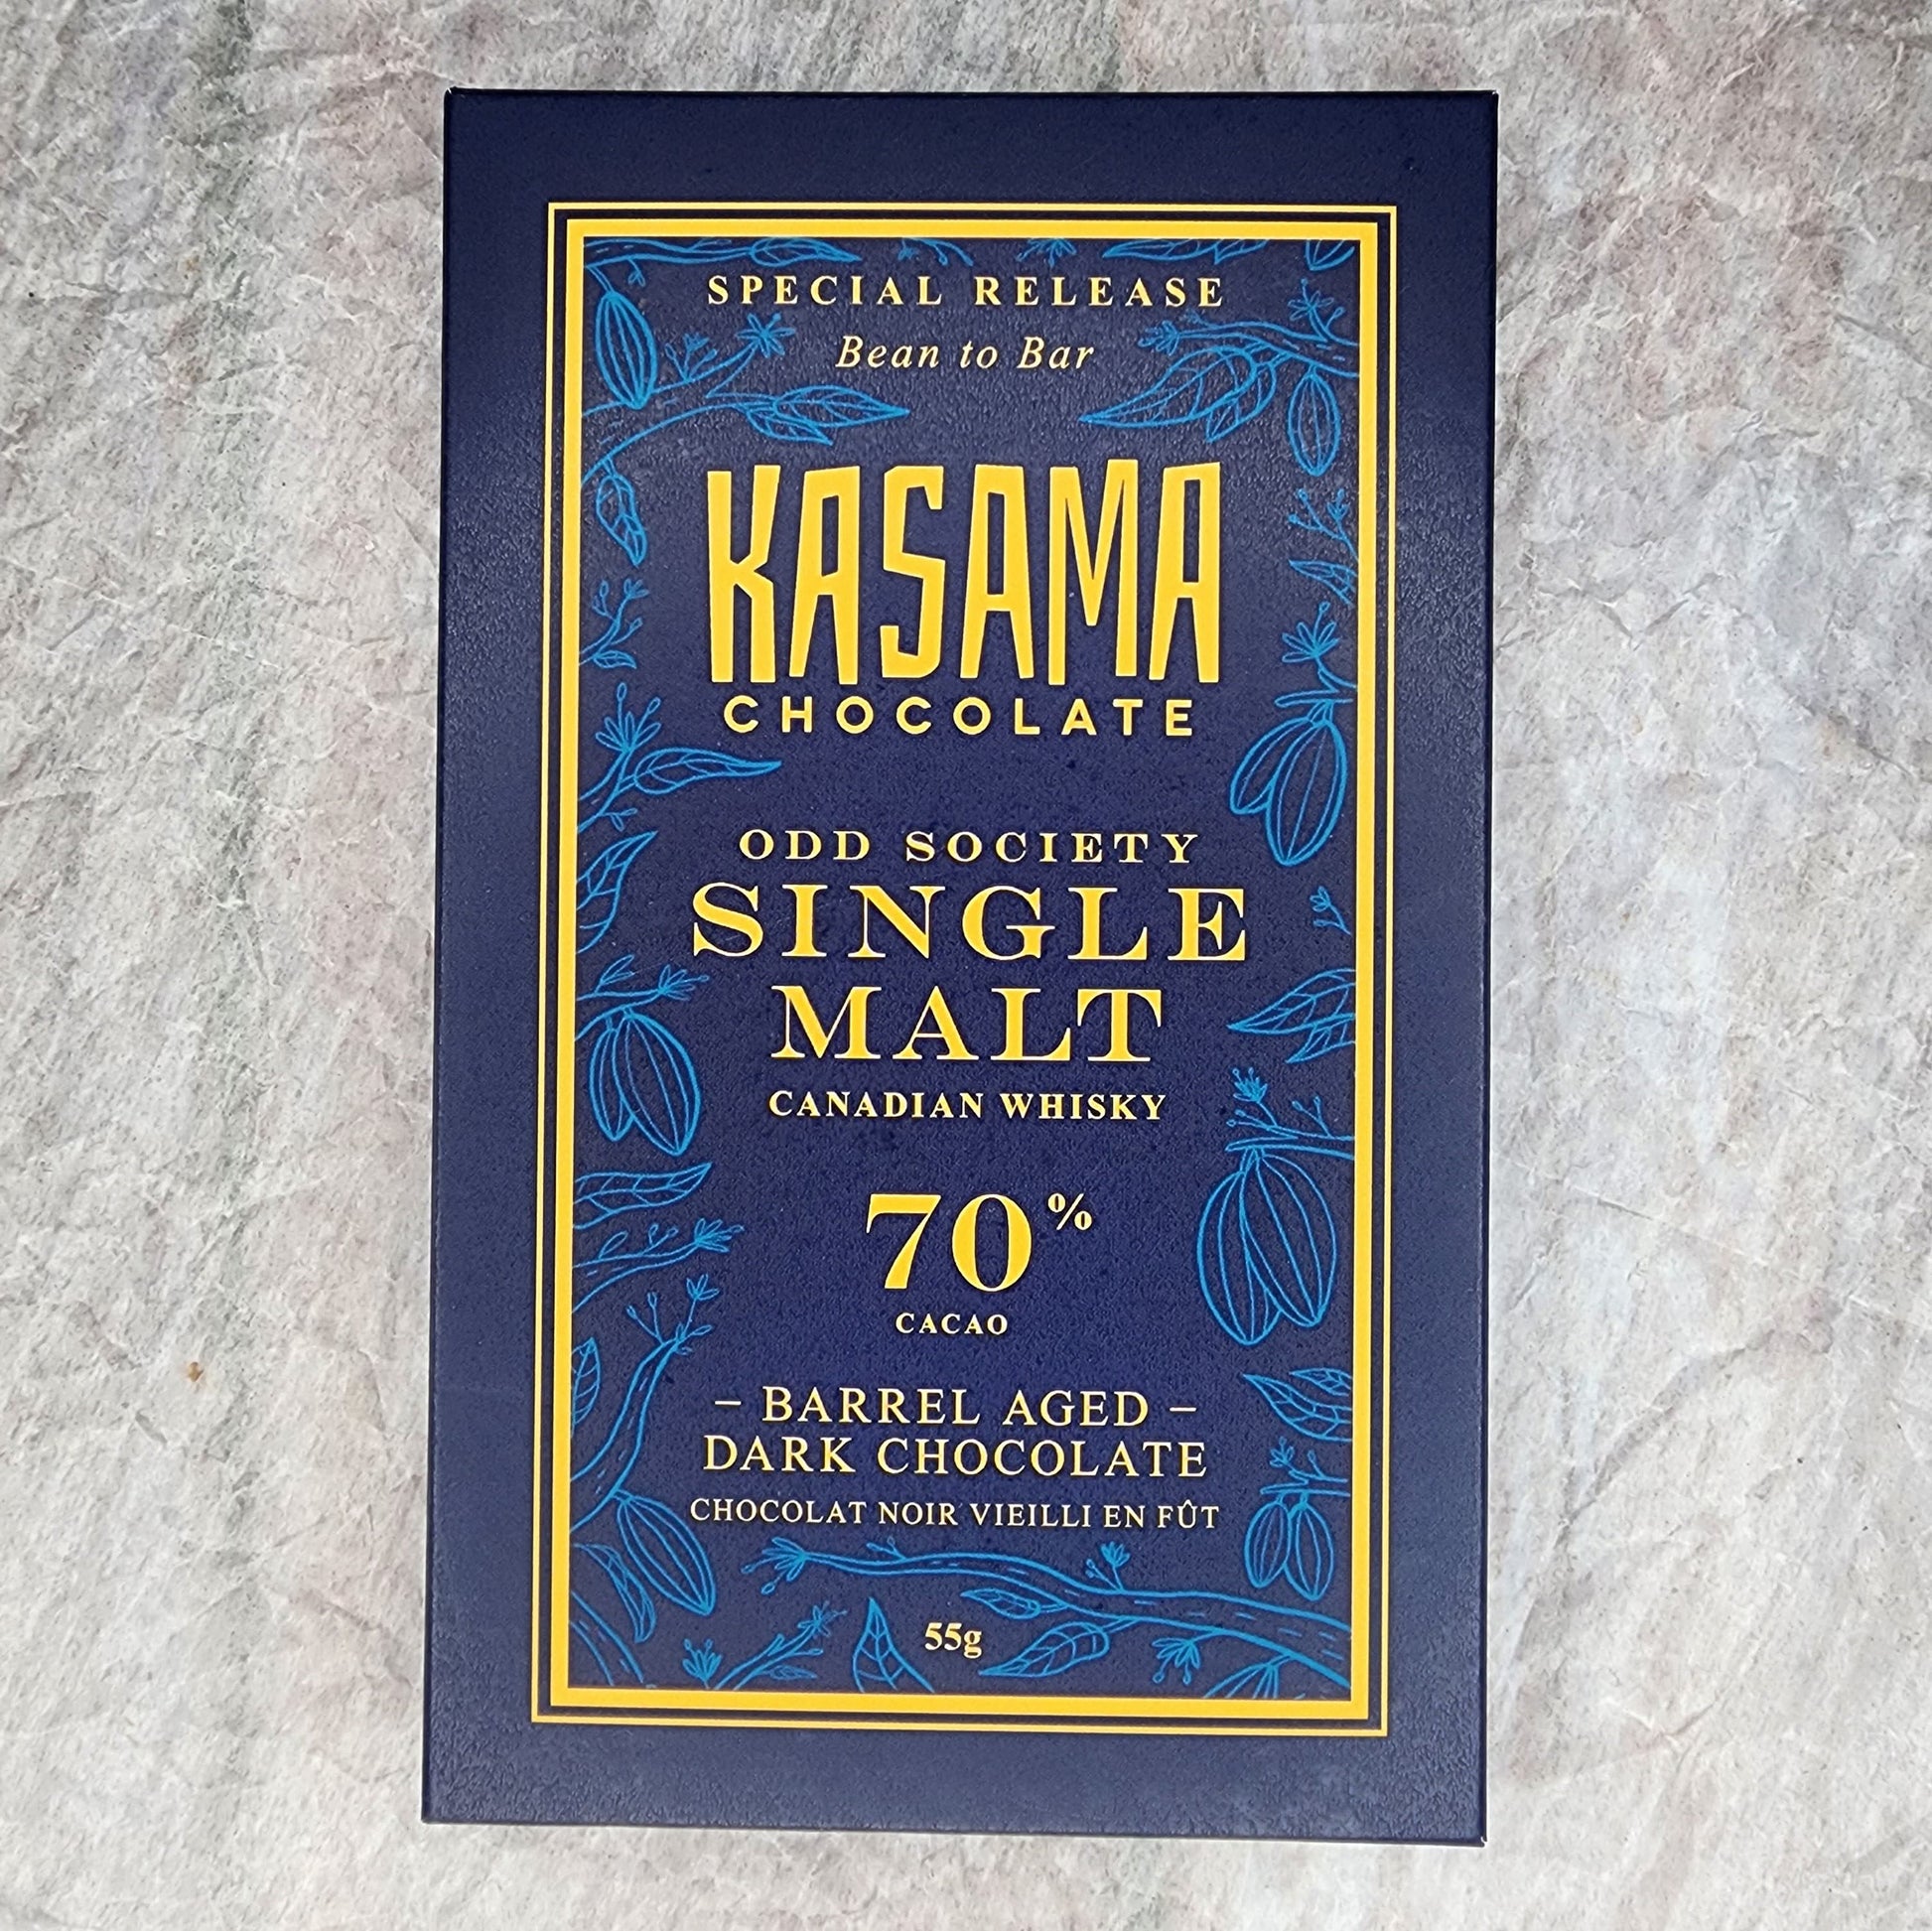 SPECIAL RELEASE
Bean to Bar
KASAMA
CHOCOLATE
ODD SOCIETY
SINGLE
MALT
CANADIAN WHISKY
70%
CACAO
– BARREL AGED –
DARK CHOCOLATE
CHOCOLAT NOIR VIEILLI EN FÛT
55g